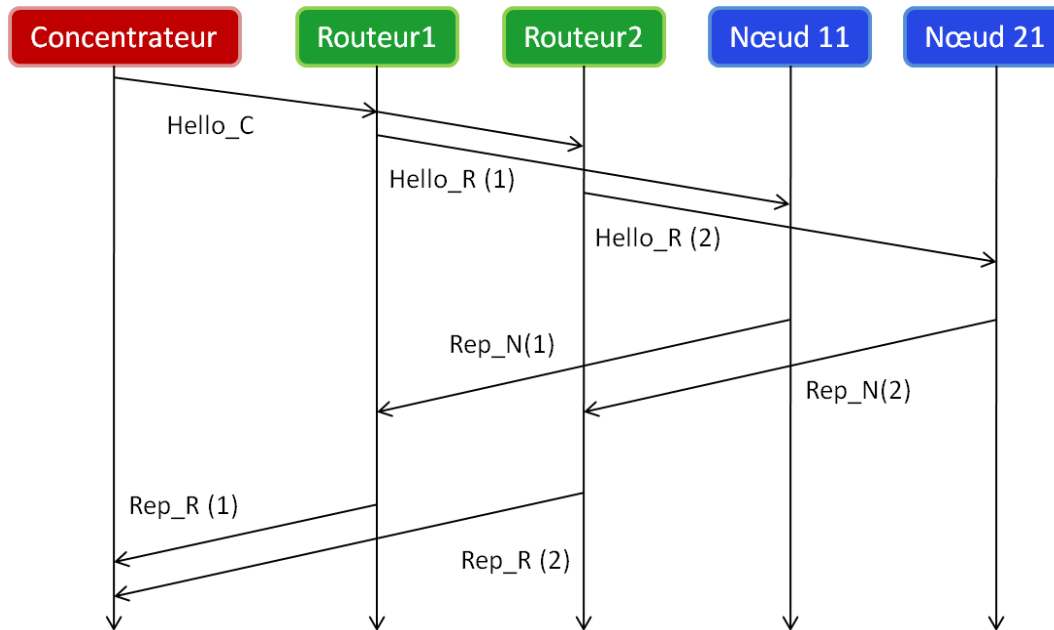 Concentrateur
Routeur1
Routeur2
Nœud 11
Nœud 21
Hello_C
Hello_R (1)
Hello_R (2)
Rep_N(1)
Rep_N(2)
Rep_R (1)
Rep_R (2)